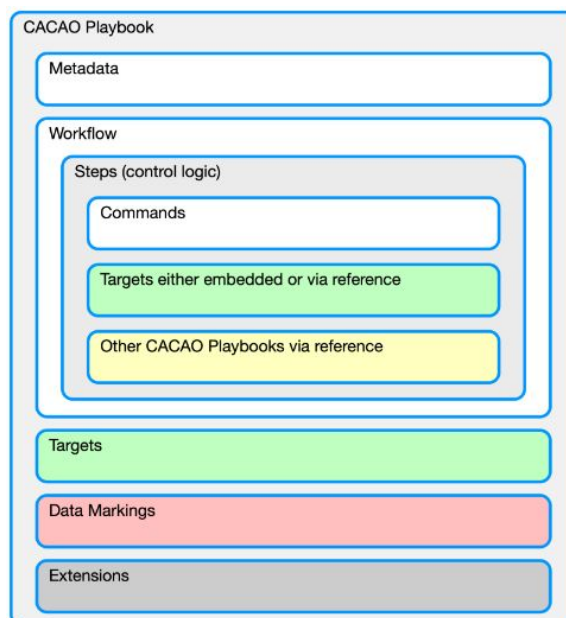 CACAO Playbook
Metadata
Workflow
Steps (control logic)
Commands
Targets either embedded or via reference
Other CACAO Playbooks via reference
Targets
Data Markings
Extensions